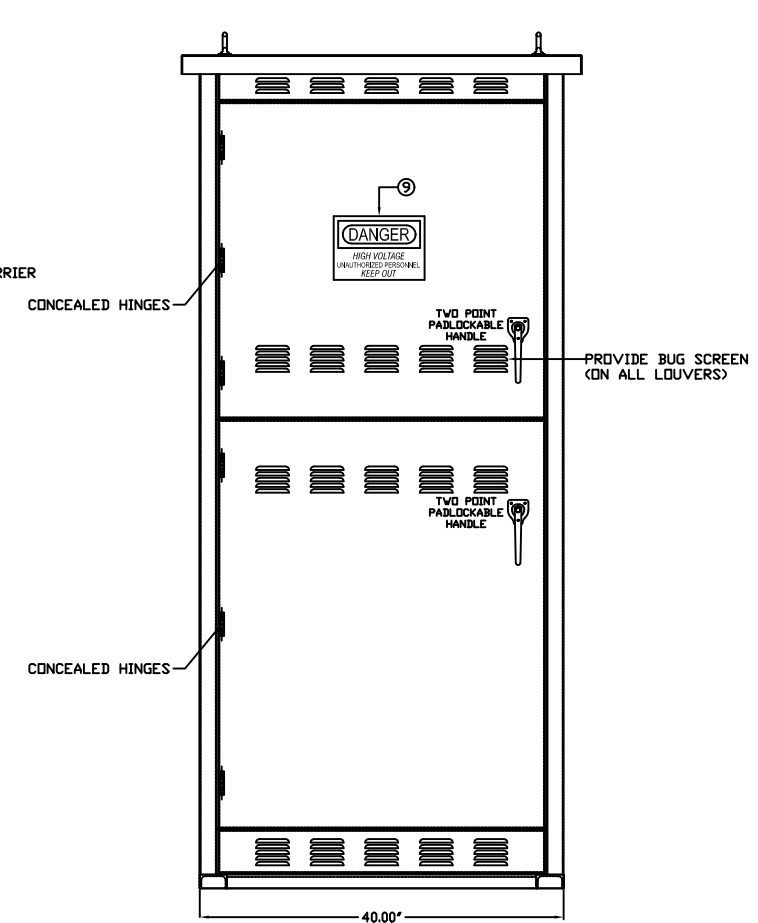 9
DANGER
HIGH VOLTAGE
UNAUTHORIZED PERSONNEL
KEEP OUT
RRIER
CONCEALED HINGES
TWO POINT
PADLOCKABLE
HANDLE
PROVIDE BUG SCREEN
(ON ALL LOUVERS)
TWO POINT
PADLOCKABLE
HANDLE
CONCEALED HINGES
40.00"